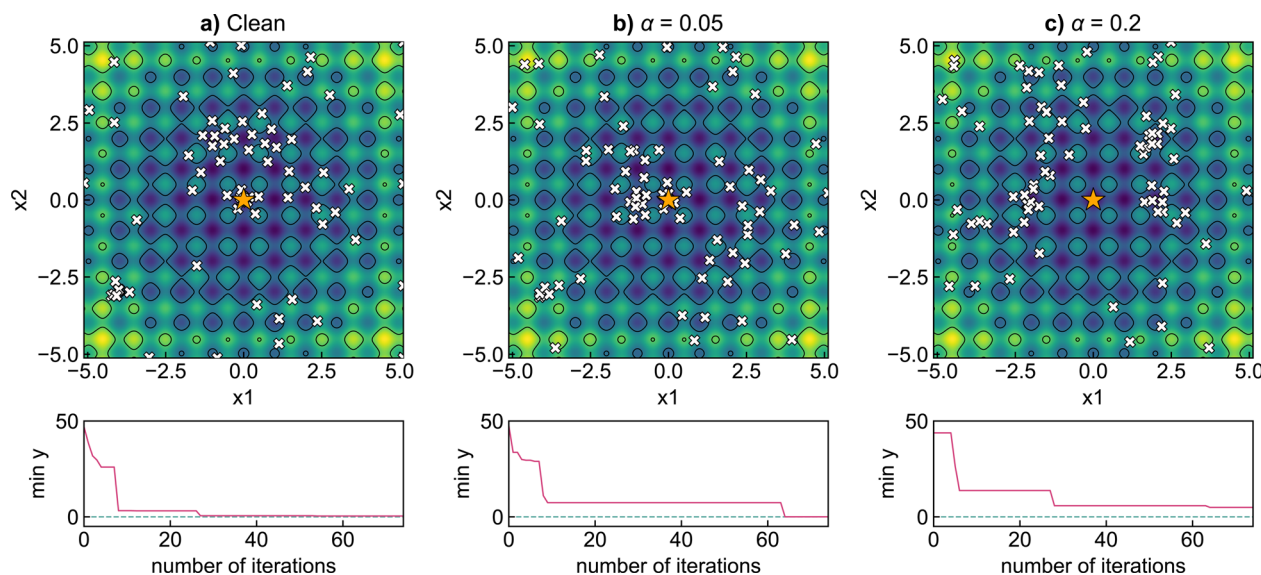 a) Clean
b) α = 0.05
c) α = 0.2
5.0
2.5
0.0
−2.5
−5.0
x2
−5.0 −2.5 0.0 2.5 5.0
x1
5.0
2.5
0.0
−2.5
−5.0
x2
−5.0 −2.5 0.0 2.5 5.0
x1
5.0
2.5
0.0
−2.5
−5.0
x2
−5.0 −2.5 0.0 2.5 5.0
x1
50
0
min y
0 20 40 60
number of iterations
50
0
min y
0 20 40 60
number of iterations
50
0
min y
0 20 40 60
number of iterations